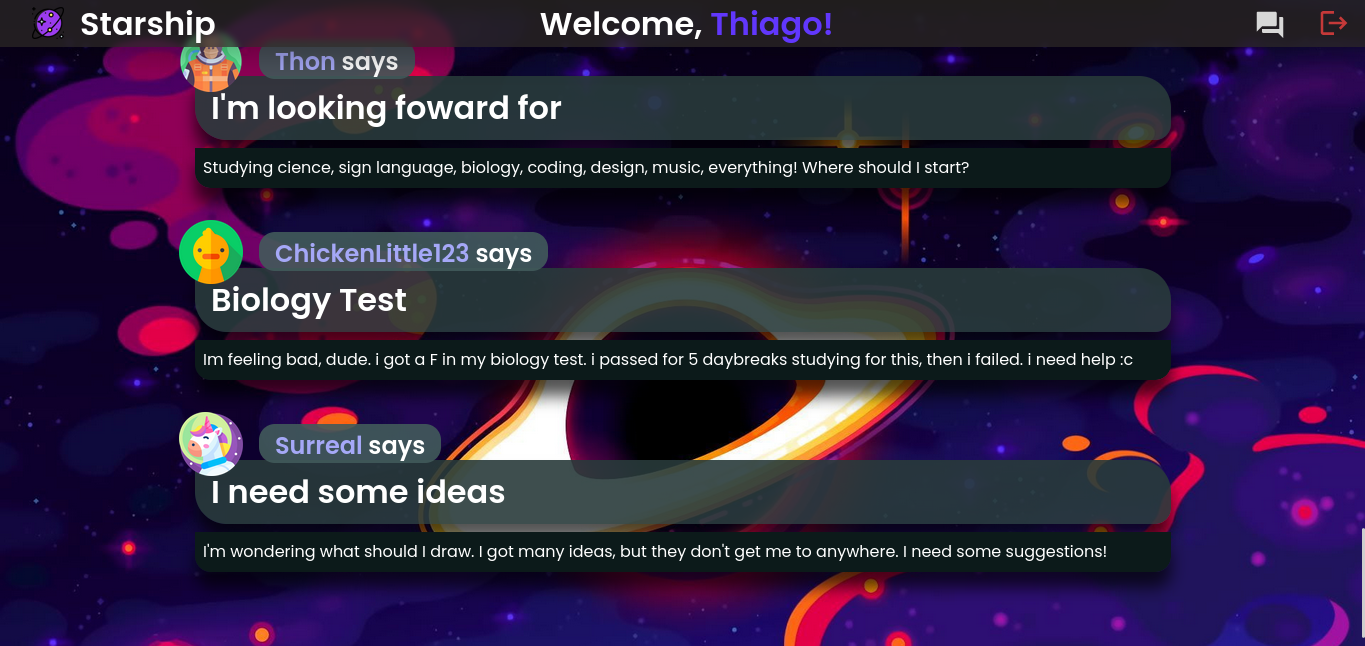 Starship
Welcome, Thiago!
Thon says
I'm looking foward for
Studying cience, sign language, biology, coding, design, music, everything! Where should I start?
ChickenLittle123 says
Biology Test
Im feeling bad, dude. i got a F in my biology test. i passed for 5 daybreaks studying for this, then i failed. i need help :c
Surreal says
I need some ideas
I'm wondering what should I draw. I got many ideas, but they don't get me to anywhere. I need some suggestions!